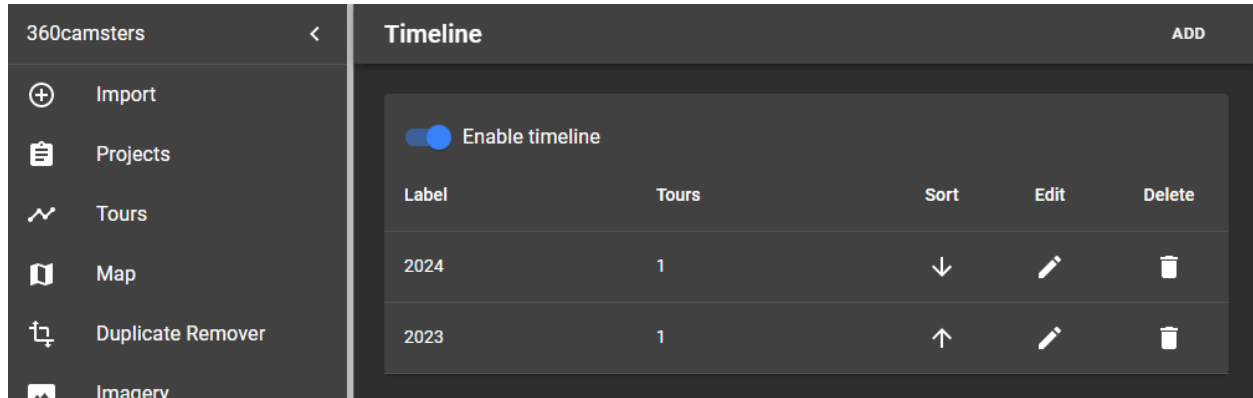 360camsters
Timeline
ADD
Import
Projects
Tours
Map
Duplicate Remover
Imagery
Enable timeline
Label Tours Sort Edit Delete
2024 1
2023 1